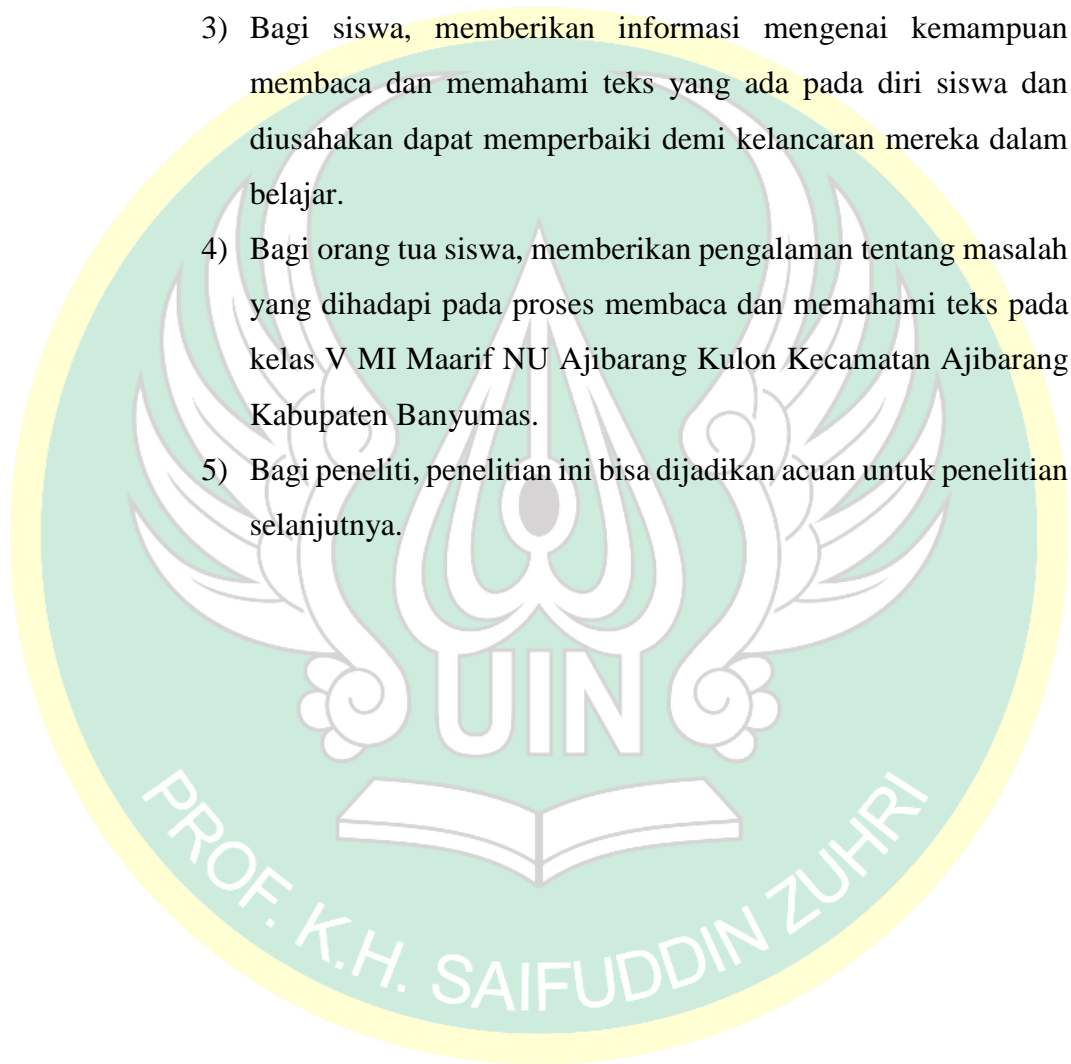 3) Bagi siswa, memberikan informasi mengenai kemampuan
membaca dan memahami teks yang ada pada diri siswa dan
diusahakan dapat memperbaiki demi kelancaran mereka dalam
belajar.
4) Bagi orang tua siswa, memberikan pengalaman tentang masalah
yang dihadapi pada proses membaca dan memahami teks pada
kelas V MI Maarif NU Ajibarang Kulon Kecamatan Ajibarang
Kabupaten Banyumas.
5) Bagi peneliti, penelitian ini bisa dijadikan acuan untuk penelitian
selanjutnya.
UIN
PROF. K.H. SAIFUDDIN ZUHRI